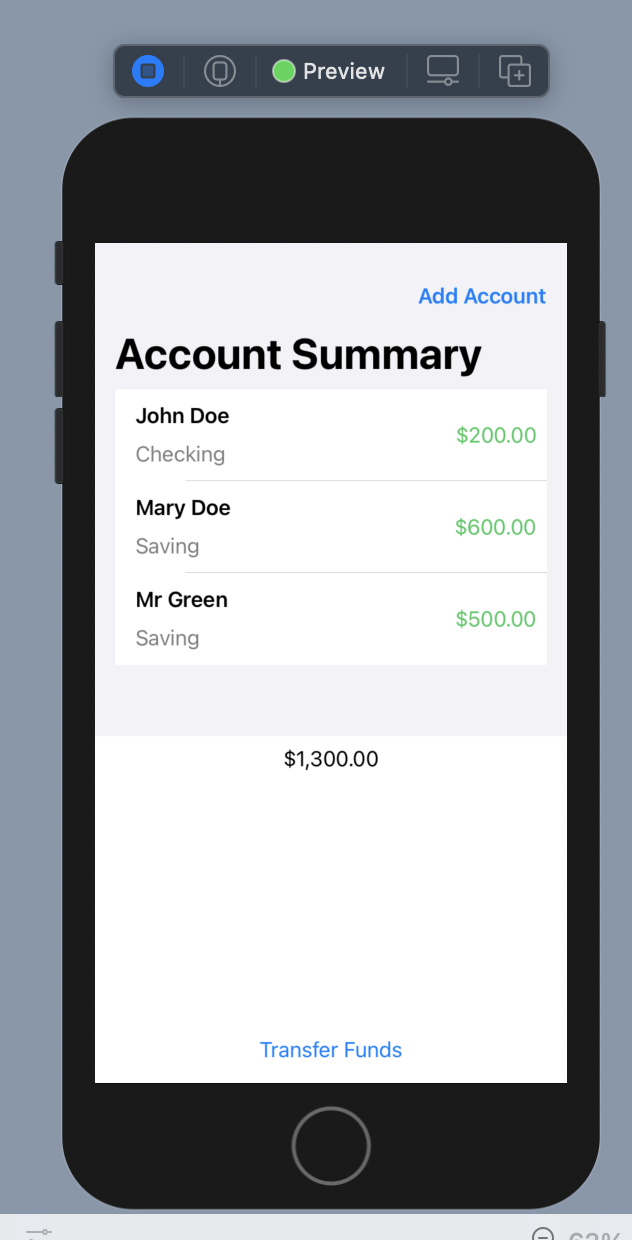 Preview
Add Account
Account Summary
John Doe
$200.00
Checking
Mary Doe
$600.00
Saving
Mr Green
$500.00
Saving
$1,300.00
Transfer Funds